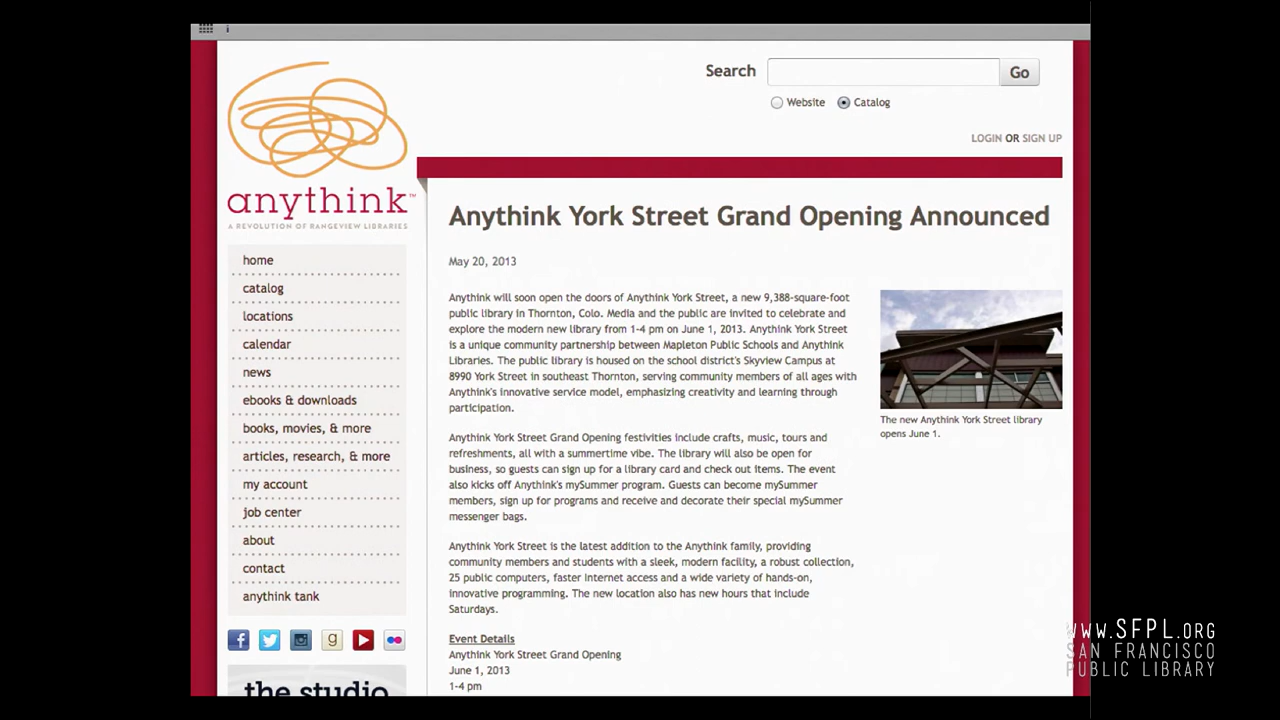 i
Search
Go
Website
Catalog
LOGIN OR SIGN UP
anythink™
A REVOLUTION OF RANGEVIEW LIBRARIES
home
catalog
locations
calendar
news
ebooks & downloads
books, movies, & more
articles, research, & more
my account
job center
about
contact
anythink tank
f
g
the studio
Anythink York Street Grand Opening Announced
May 20, 2013
Anythink will soon open the doors of Anythink York Street, a new 9,388-square-foot
public library in Thornton, Colo. Media and the public are invited to celebrate and
explore the modern new library from 1-4 pm on June 1, 2013. Anythink York Street
is a unique community partnership between Mapleton Public Schools and Anythink
Libraries. The public library is housed on the school district's Skyview Campus at
8990 York Street in southeast Thornton, serving community members of all ages with
Anythink's innovative service model, emphasizing creativity and learning through
participation.
The new Anythink York Street library
opens June 1.
Anythink York Street Grand Opening festivities include crafts, music, tours and
refreshments, all with a summertime vibe. The library will also be open for
business, so guests can sign up for a library card and check out items. The event
also kicks off Anythink's mySummer program. Guests can become mySummer
members, sign up for programs and receive and decorate their special mySummer
messenger bags.
Anythink York Street is the latest addition to the Anythink family, providing
community members and students with a sleek, modern facility, a robust collection,
25 public computers, faster Internet access and a wide variety of hands-on,
innovative programming. The new location also has new hours that include
Saturdays.
Event Details
Anythink York Street Grand Opening
June 1, 2013
1-4 pm
WWW.SFPL.ORG
SAN FRANCISCO
PUBLIC LIBRARY